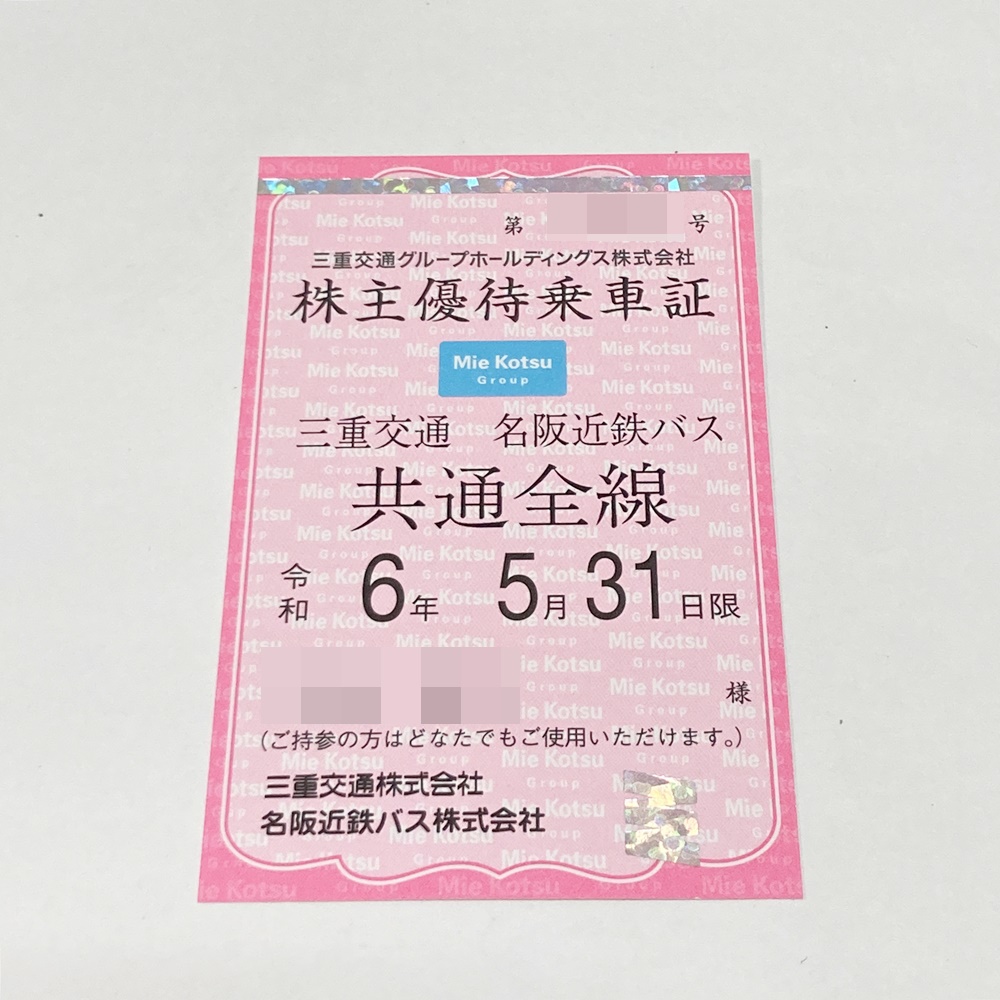 第 号
三重交通グループホールディングス株式会社
株主優待乗車証
Mie Kotsu
Group
三重交通 名阪近鉄バス
共通全線
令和6年 5月31日限
様
(ご持参の方はどなたでもご使用いただけます。)
三重交通株式会社
名阪近鉄バス株式会社